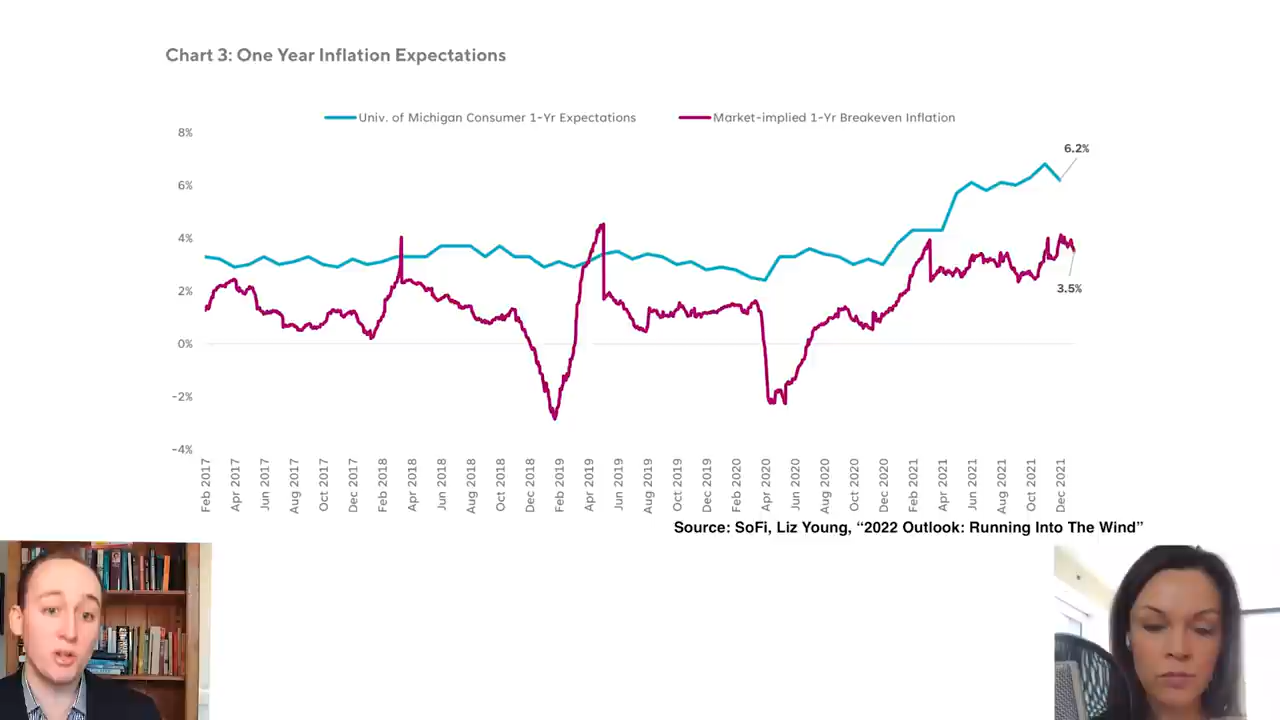 Chart 3: One Year Inflation Expectations
Univ. of Michigan Consumer 1-Yr Expectations
Market-implied 1-Yr Breakeven Inflation
8%
6%
4%
2%
0%
-2%
-4%
6.2%
3.5%
Feb 2017
Apr 2017
Jun 2017
Aug 2017
Oct 2017
Dec 2017
Feb 2018
Apr 2018
Jun 2018
Aug 2018
Oct 2018
Dec 2018
Feb 2019
Apr 2019
Jun 2019
Aug 2019
Oct 2019
Dec 2019
Feb 2020
Apr 2020
Jun 2020
Aug 2020
Oct 2020
Dec 2020
Feb 2021
Apr 2021
Jun 2021
Aug 2021
Oct 2021
Dec 2021
Source: SoFi, Liz Young, “2022 Outlook: Running Into The Wind”